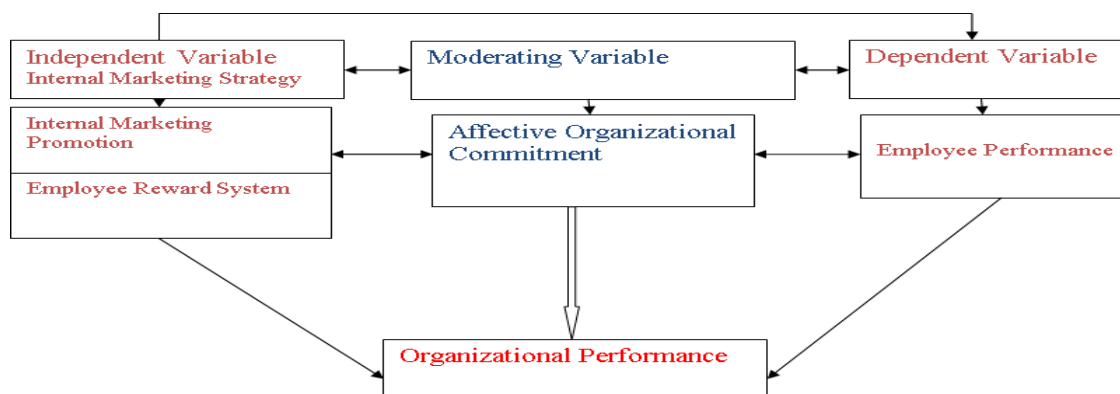 Independent Variable
Internal Marketing Strategy
Moderating Variable
Dependent Variable
Internal Marketing
Promotion
Employee Reward System
Affective Organizational
Commitment
Employee Performance
Organizational Performance